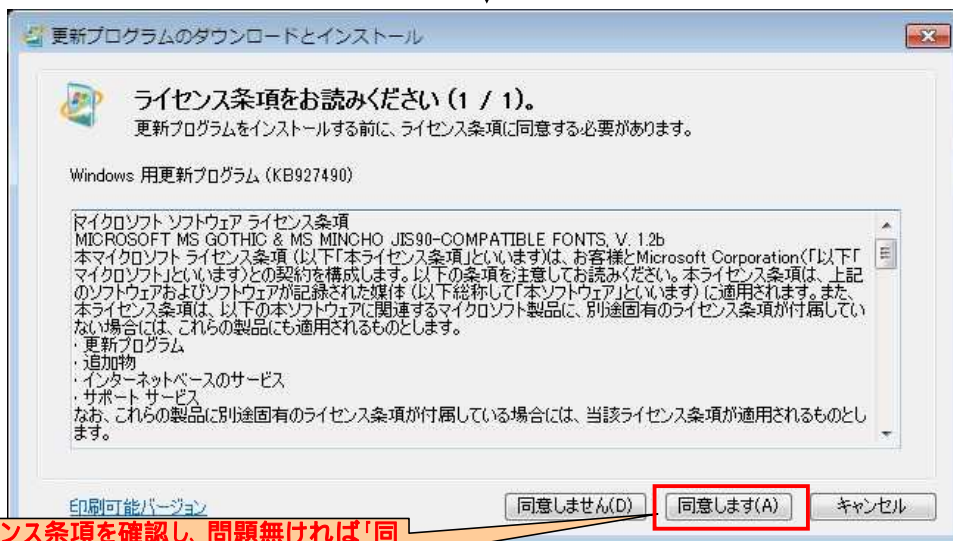 更新プログラムのダウンロードとインストール
ライセンス条項をお読みください (1 / 1)。
更新プログラムをインストールする前に、ライセンス条項に同意する必要があります。
Windows 用更新プログラム (KB927490)
マイクロソフト ソフトウェア ライセンス条項
MICROSOFT MS GOTHIC & MS MINCHO JIS90-COMPATIBLE FONTS, V. 1.2b
本マイクロソフト ライセンス条項 (以下「本ライセンス条項」といいます)は、お客様とMicrosoft Corporation(「以下「
マイクロソフト」といいます)との契約を構成します。以下の条項を注意してお読みください。本ライセンス条項は、上記
のソフトウェアおよびソフトウェアが記録された媒体 (以下総称して「本ソフトウェア」といいます) に適用されます。また、
本ライセンス条項は、以下の本ソフトウェアに関連するマイクロソフト製品に、別途固有のライセンス条項が付属してい
ない場合には、これらの製品にも適用されるものとします。
・更新プログラム
・追加物
・インターネットベースのサービス
・サポート サービス
なお、これらの製品に別途固有のライセンス条項が付属している場合には、当該ライセンス条項が適用されるものとし
ます。
印刷可能バージョン
同意しません(D)
同意します(A)
キャンセル
ンス条項を確認し、問題無ければ「同